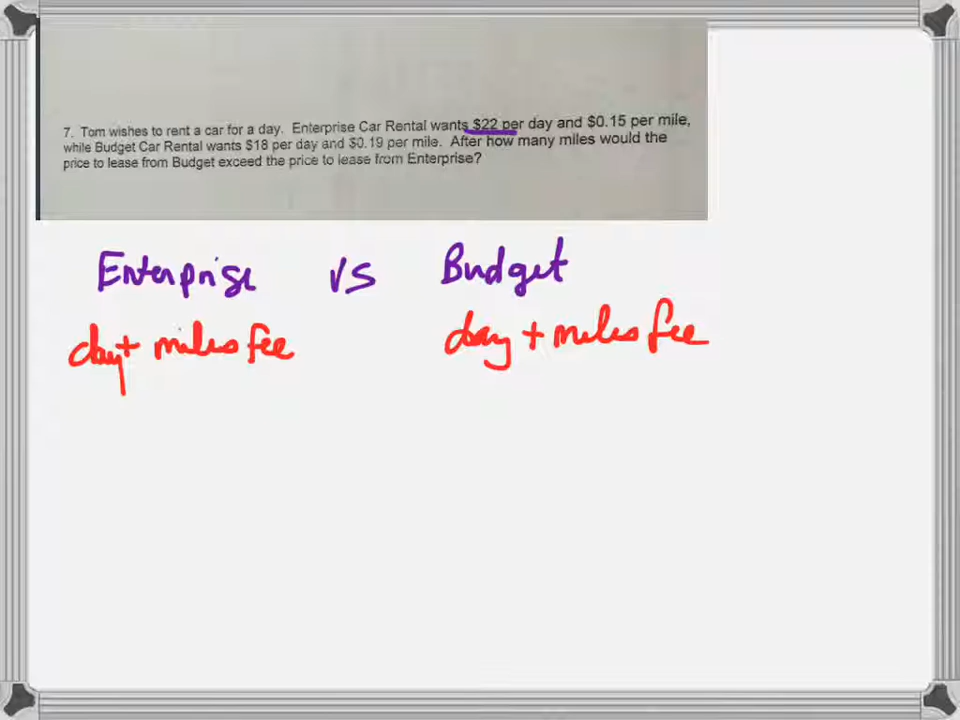 7. Tom wishes to rent a car for a day. Enterprise Car Rental wants $22 per day and $0.15 per mile,
while Budget Car Rental wants $18 per day and $0.19 per mile. After how many miles would the
price to lease from Budget exceed the price to lease from Enterprise?
Enterprise VS Budget
day + miles fee day + miles fee